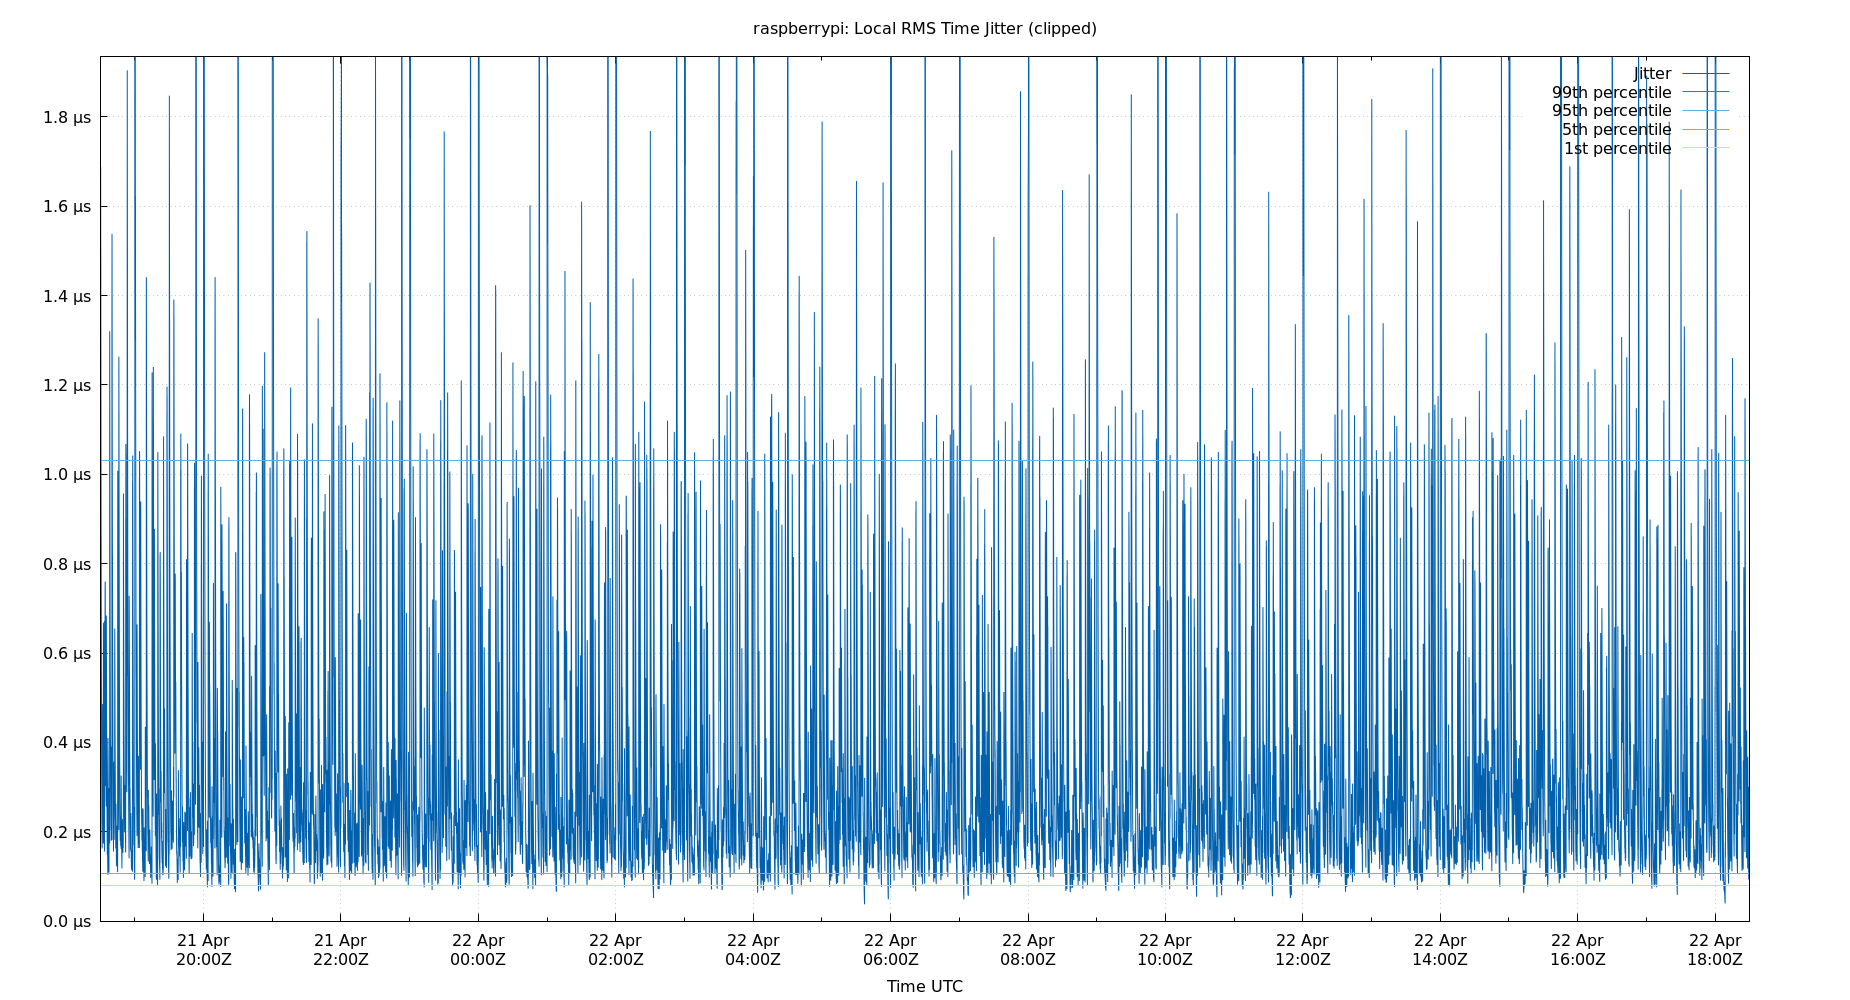 raspberrypi: Local RMS Time Jitter (clipped)
Jitter
99th percentile
95th percentile
5th percentile
1st percentile
1.8 µs
1.6 µs
1.4 µs
1.2 µs
1.0 µs
0.8 µs
0.6 µs
0.4 µs
0.2 µs
0.0 µs
21 Apr 21 Apr 22 Apr 22 Apr 22 Apr 22 Apr 22 Apr 22 Apr 22 Apr 22 Apr 22 Apr 22 Apr
20:00Z 22:00Z 00:00Z 02:00Z 04:00Z 06:00Z 08:00Z 10:00Z 12:00Z 14:00Z 16:00Z 18:00Z
Time UTC